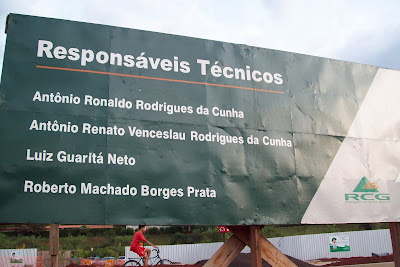 Responsáveis Técnicos
Antônio Ronaldo Rodrigues da Cunha
Antônio Renato Venceslau Rodrigues da Cunha
Luiz Guaritá Neto
Roberto Machado Borges Prata
RCG